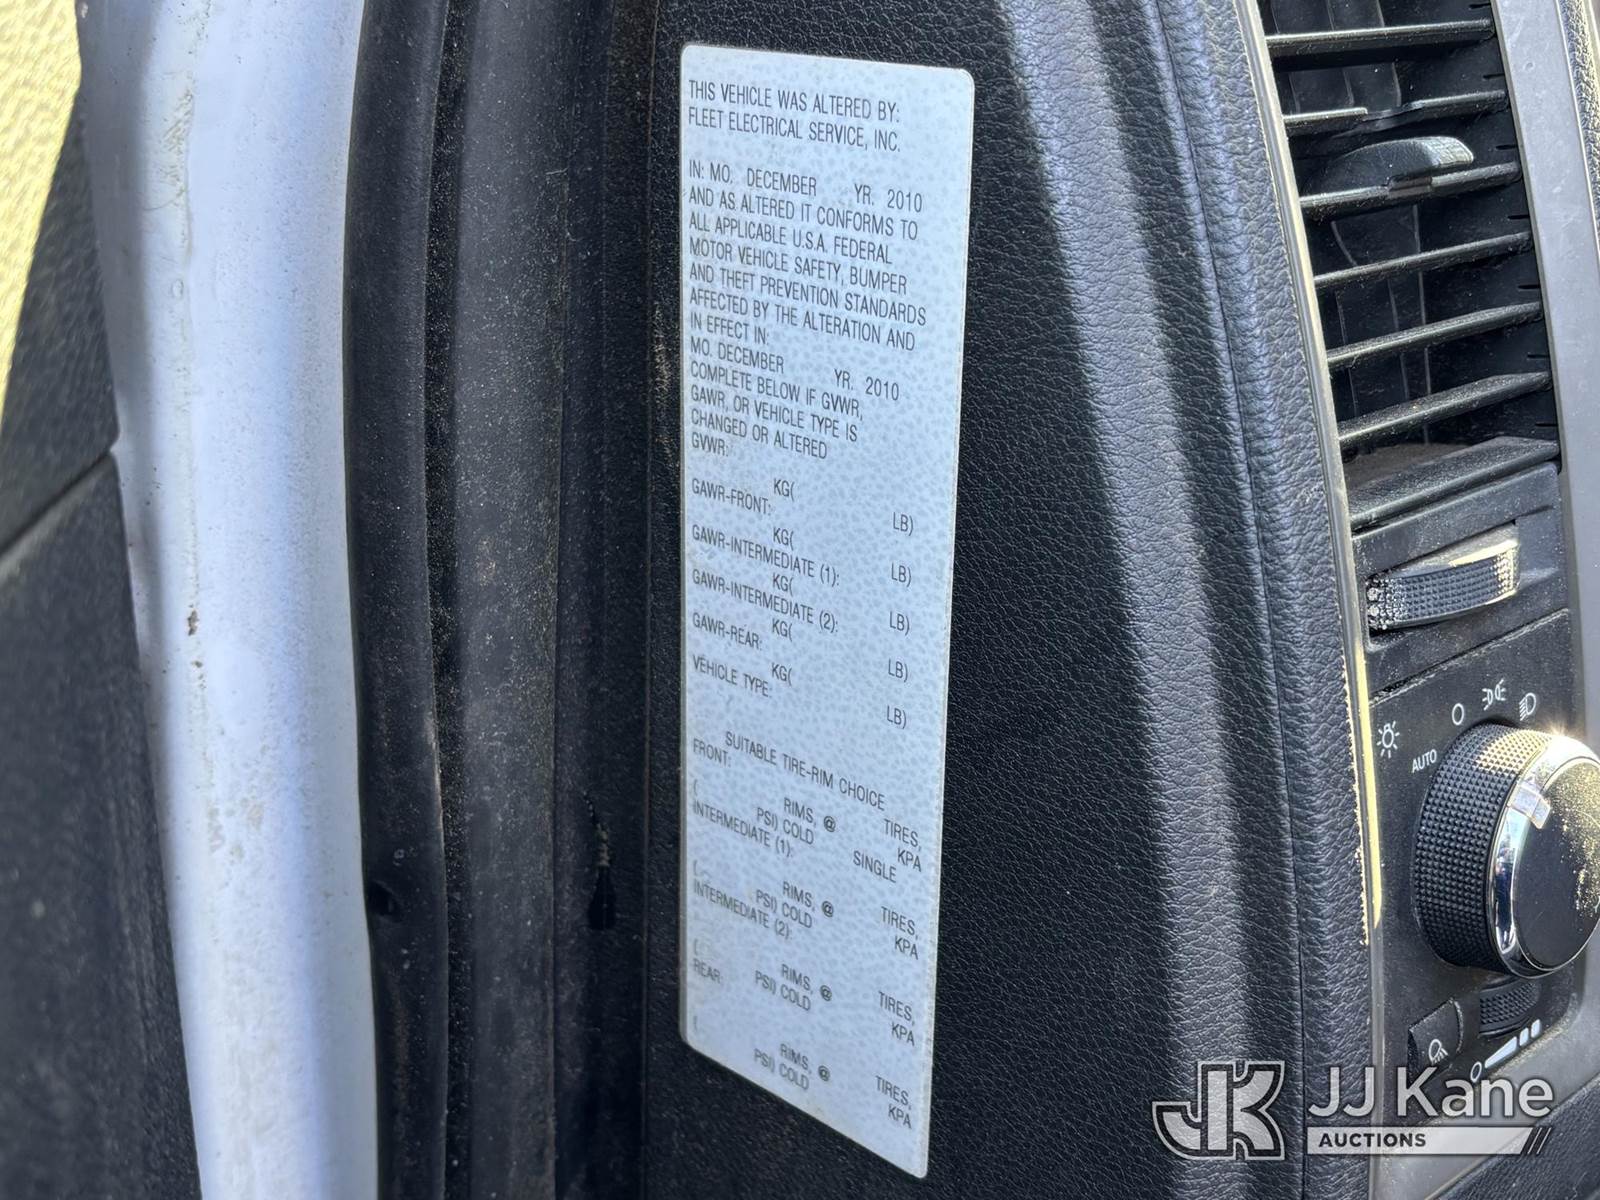 THIS VEHICLE WAS ALTERED BY:
FLEET ELECTRICAL SERVICE, INC.
IN: MO. DECEMBER YR. 2010
AND AS ALTERED IT CONFORMS TO
ALL APPLICABLE U.S.A. FEDERAL
MOTOR VEHICLE SAFETY, BUMPER
AND THEFT PREVENTION STANDARDS
AFFECTED BY THE ALTERATION AND
IN EFFECT IN:
MO. DECEMBER YR. 2010
COMPLETE BELOW IF GVWR,
GAWR, OR VEHICLE TYPE IS
CHANGED OR ALTERED
GVWR:
KG( LB)
GAWR-FRONT:
KG( LB)
GAWR-INTERMEDIATE (1):
KG( LB)
GAWR-INTERMEDIATE (2):
KG( LB)
GAWR-REAR:
KG( LB)
VEHICLE TYPE:
SUITABLE TIRE-RIM CHOICE
FRONT:
RIMS, @ TIRES,
( PSI) COLD KPA
SINGLE
INTERMEDIATE (1):
RIMS, @ TIRES,
( PSI) COLD KPA
INTERMEDIATE (2):
RIMS, @ TIRES,
( PSI) COLD KPA
REAR:
RIMS, @ TIRES,
( PSI) COLD KPA
AUTO
JK JJ Kane
AUCTIONS